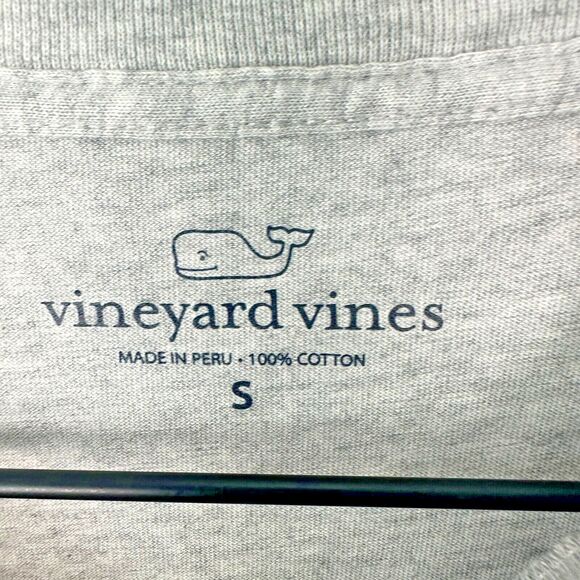 vineyard vines
MADE IN PERU • 100% COTTON
S